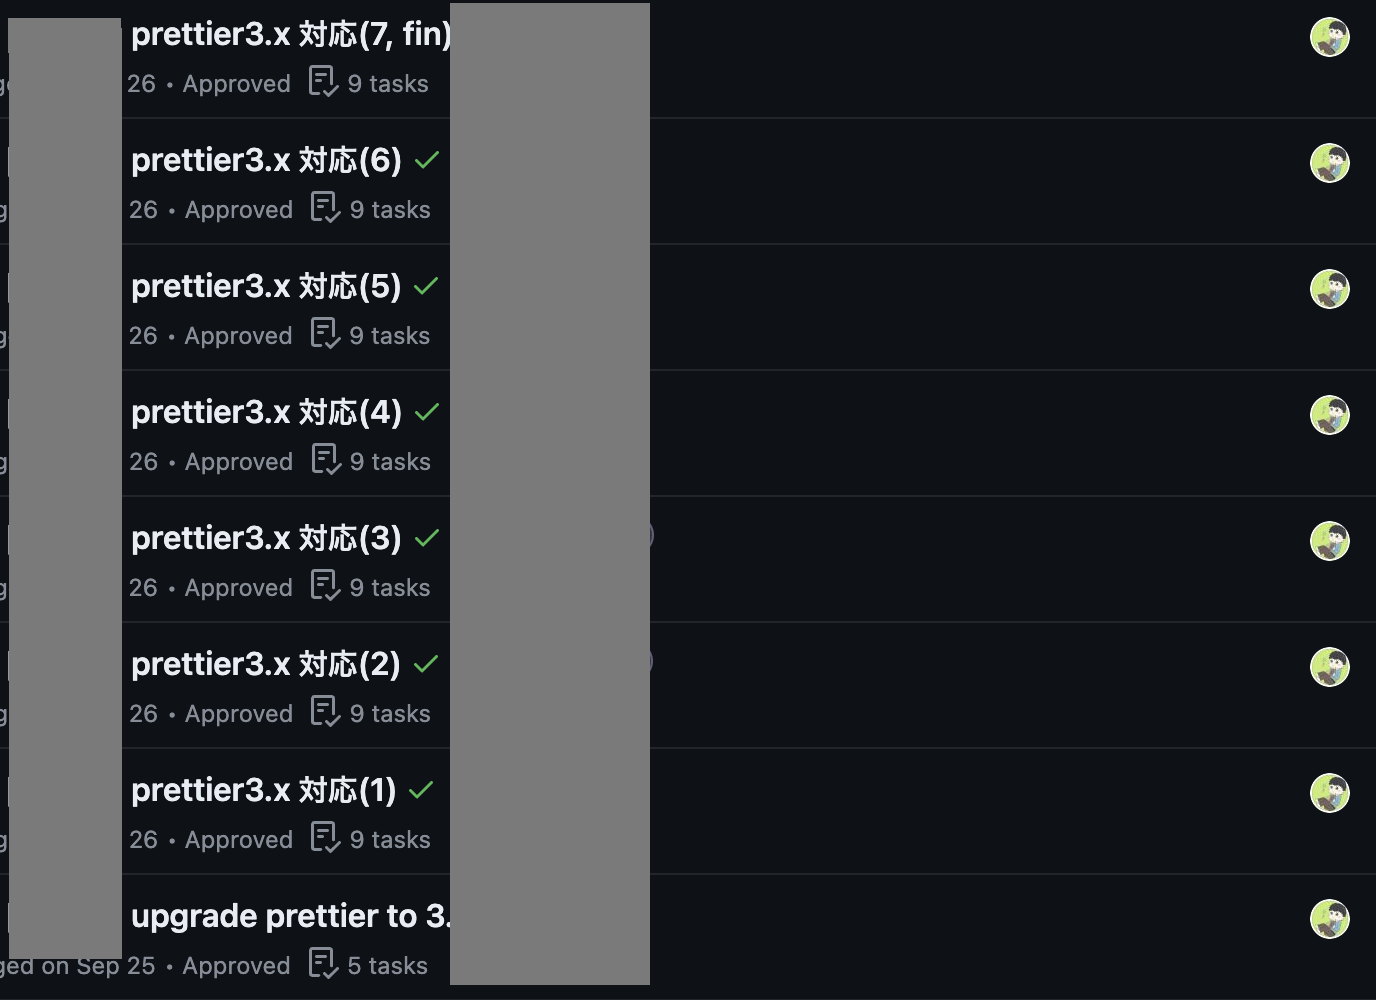 prettier3.x 対応(7, fin)
26 • Approved 9 tasks
prettier3.x 対応(6)
26 • Approved 9 tasks
prettier3.x 対応(5)
26 • Approved 9 tasks
prettier3.x 対応(4)
26 • Approved 9 tasks
prettier3.x 対応(3)
26 • Approved 9 tasks
prettier3.x 対応(2)
26 • Approved 9 tasks
prettier3.x 対応(1)
26 • Approved 9 tasks
upgrade prettier to 3.
ged on Sep 25 • Approved 5 tasks